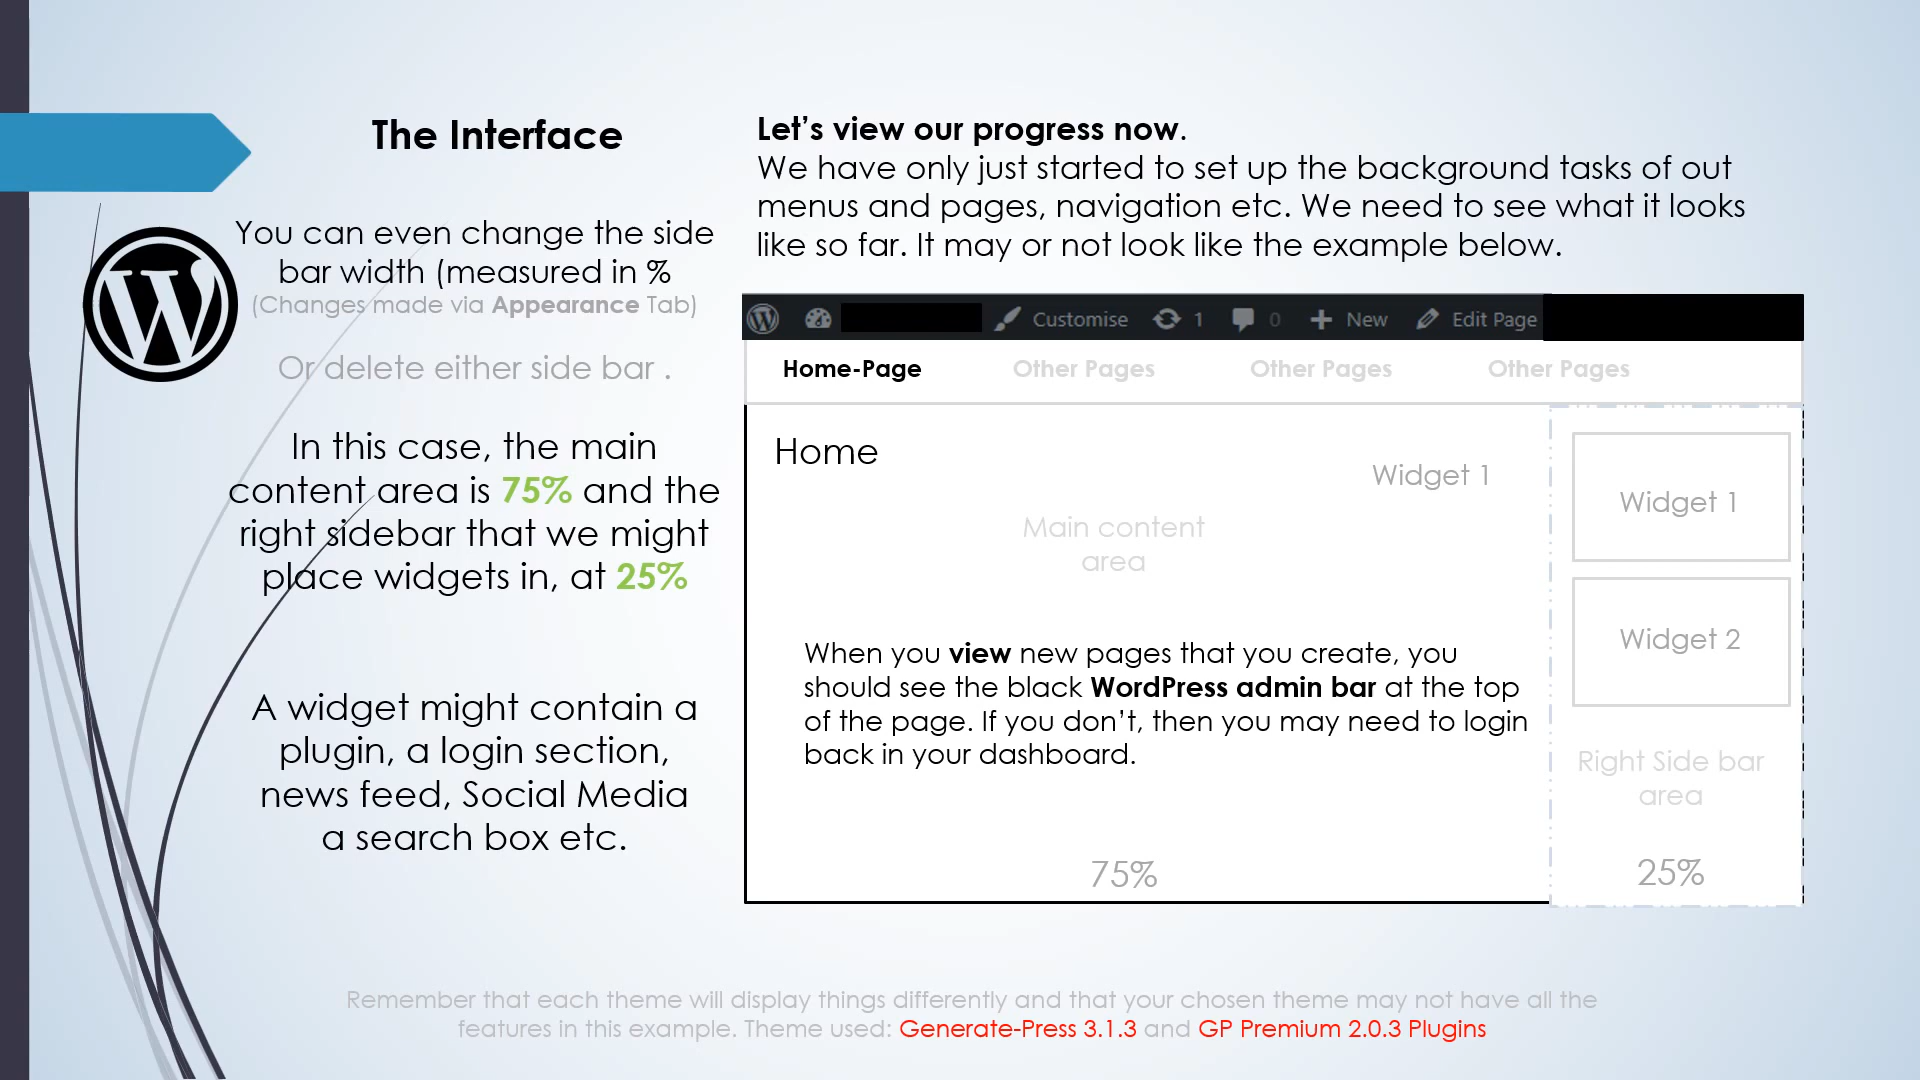 The Interface
You can even change the side
bar width (measured in %
(Changes made via Appearance Tab)
Or delete either side bar .
In this case, the main
content area is 75% and the
right sidebar that we might
place widgets in, at 25%
A widget might contain a
plugin, a login section,
news feed, Social Media
a search box etc.
Let’s view our progress now.
We have only just started to set up the background tasks of out
menus and pages, navigation etc. We need to see what it looks
like so far. It may or not look like the example below.
Customise 1 0 New Edit Page
Home-Page Other Pages Other Pages Other Pages
Home
Widget 1
Main content
area
When you view new pages that you create, you
should see the black WordPress admin bar at the top
of the page. If you don’t, then you may need to login
back in your dashboard.
75%
Widget 1
Widget 2
Right Side bar
area
25%
Remember that each theme will display things differently and that your chosen theme may not have all the
features in this example. Theme used: Generate-Press 3.1.3 and GP Premium 2.0.3 Plugins